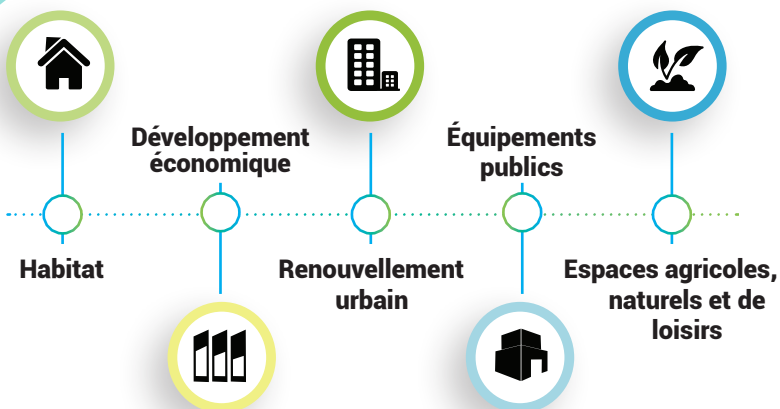 Habitat
Développement
économique
Renouvellement
urbain
Équipements
publics
Espaces agricoles,
naturels et de
loisirs